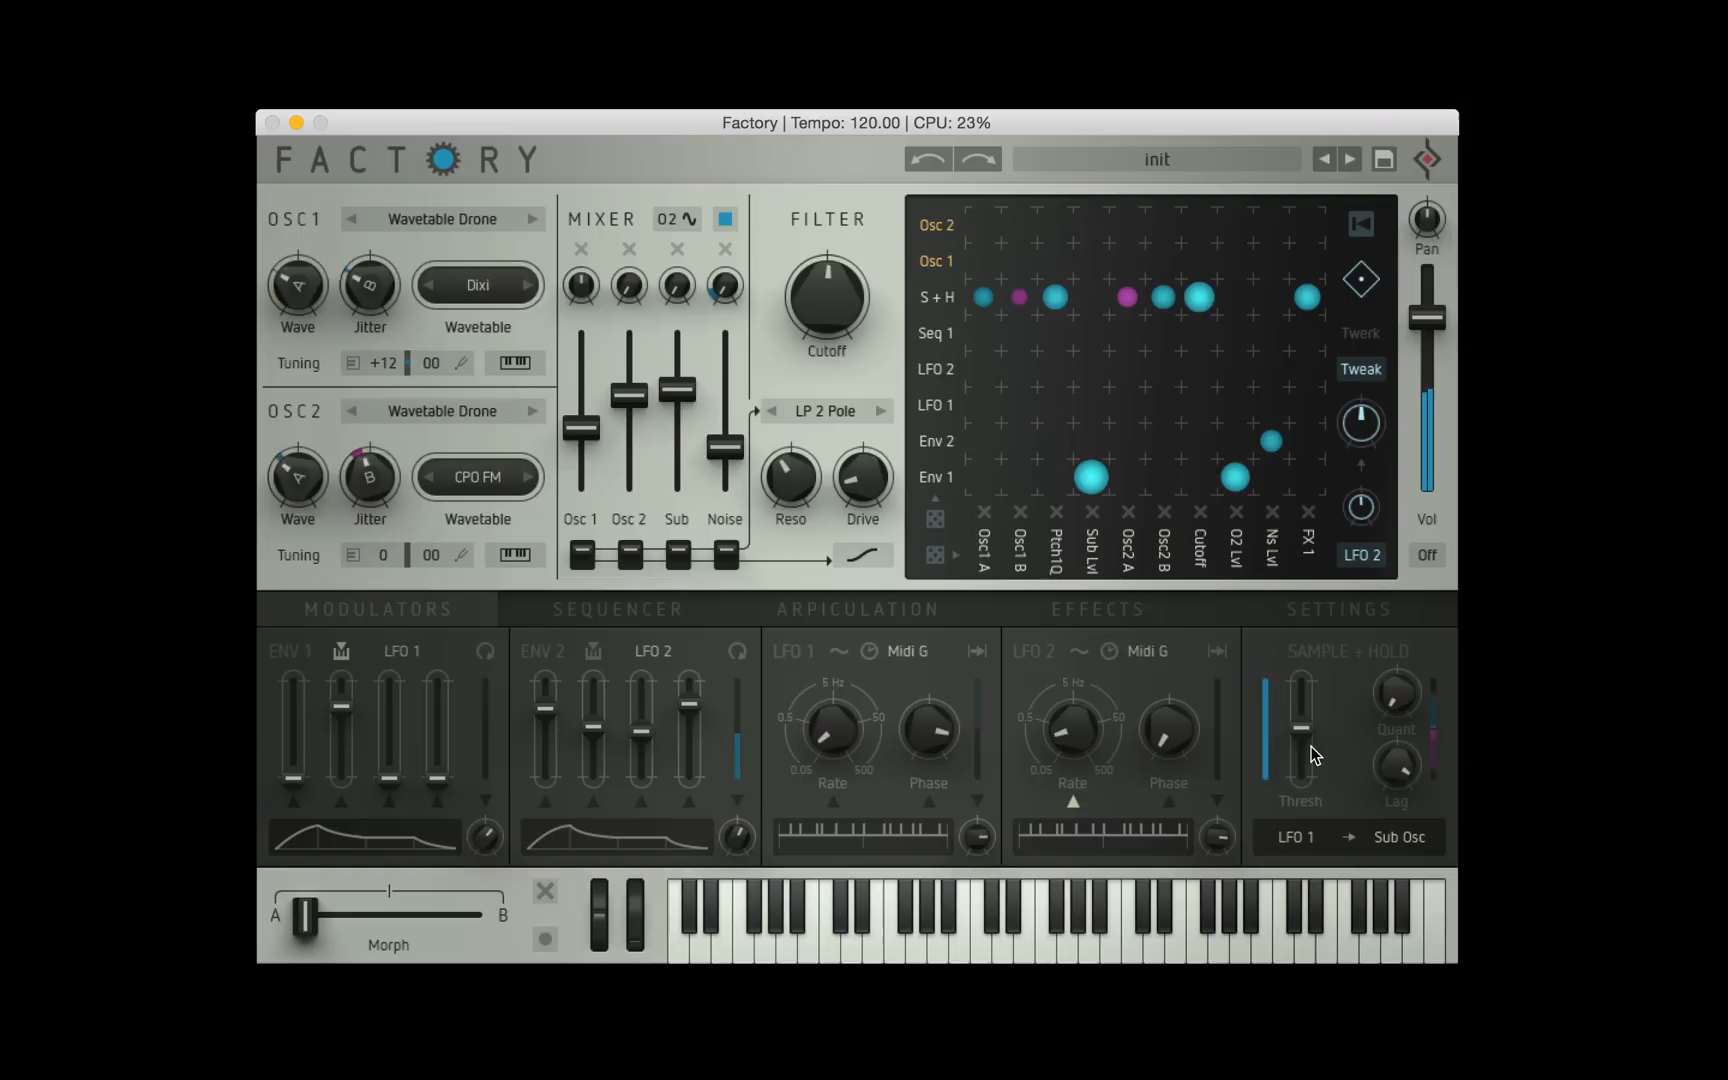 Factory | Tempo: 120.00 | CPU: 23%
FACTORY
init
OSC1
Wavetable Drone
MIXER
O2
FILTER
A
B
Dixi
Wave
Jitter
Wavetable
Tuning
+12
00
Cutoff
OSC2
Wavetable Drone
LP 2 Pole
A
B
CPO FM
Wave
Jitter
Wavetable
Osc 1
Osc 2
Sub
Noise
Reso
Drive
Tuning
0
00
Osc 2
Osc 1
S + H
Seq 1
LFO 2
LFO 1
Env 2
Env 1
Osc1 A
Osc1 B
Ptch1Q
Sub Lvl
Osc2 A
Osc2 B
Cutoff
O2 Lvl
Ns Lvl
FX 1
Twerk
Tweak
LFO 2
Pan
Vol
Off
MODULATORS
SEQUENCER
ARPICULATION
EFFECTS
SETTINGS
ENV 1
M
LFO 1
ENV 2
M
LFO 2
LFO 1
Midi G
5 Hz
0.5
50
0.05
500
Rate
Phase
LFO 2
Midi G
5 Hz
0.5
50
0.05
500
Rate
Phase
SAMPLE + HOLD
Quant
Thresh
Lag
LFO 1
Sub Osc
A
B
Morph